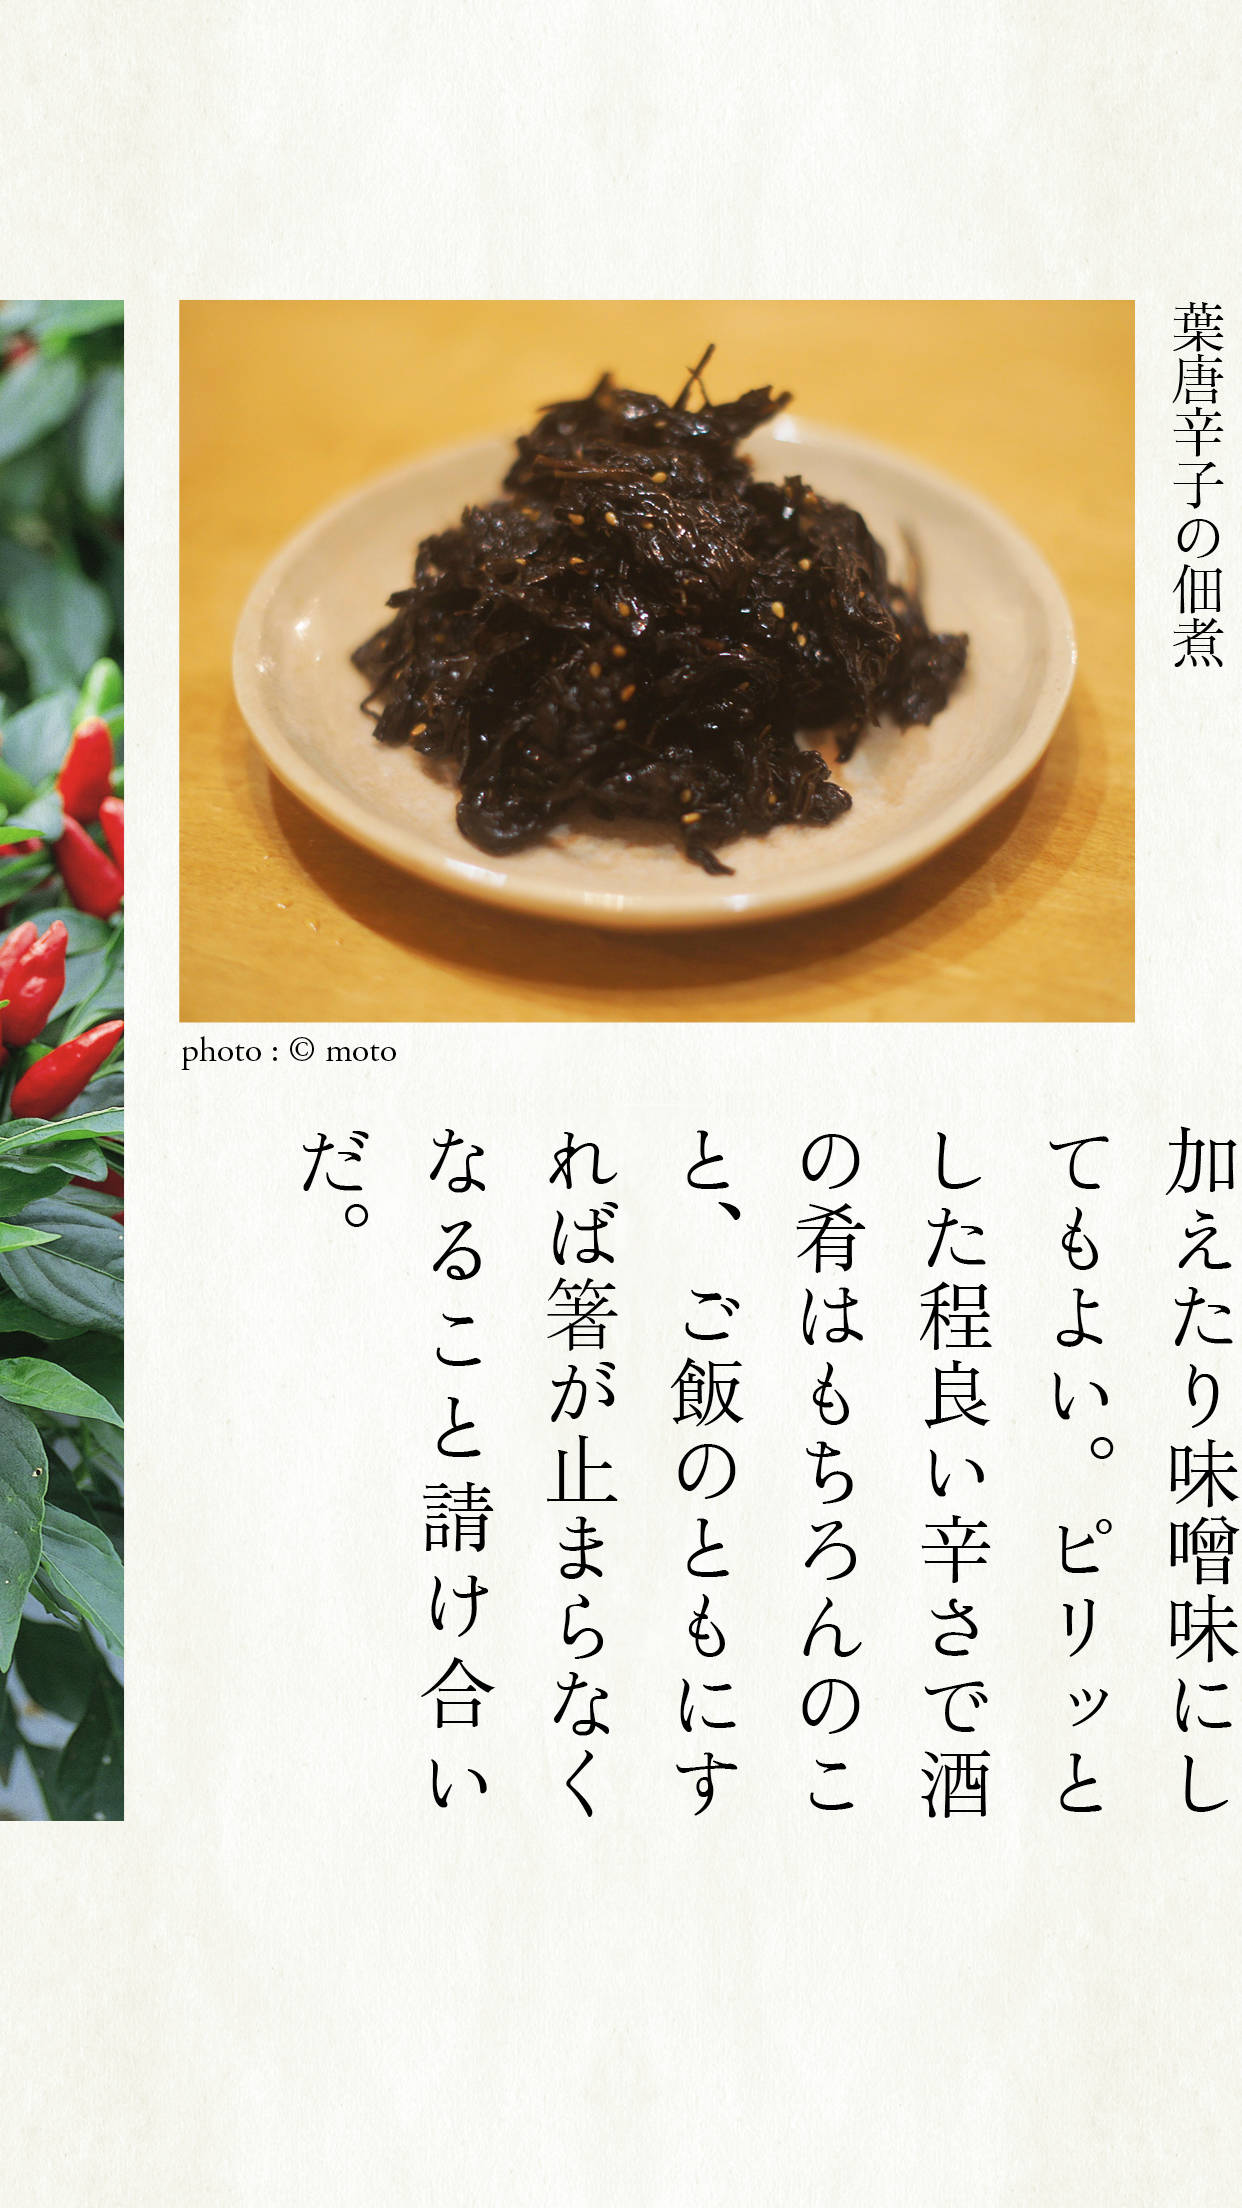 葉唐辛子の佃煮
photo : © moto
加えたり味噌味にし
てもよい。ピリッと
した程良い辛さで酒
の肴はもちろんのこ
と、ご飯のともにす
れば箸が止まらなく
なること請け合い
だ。